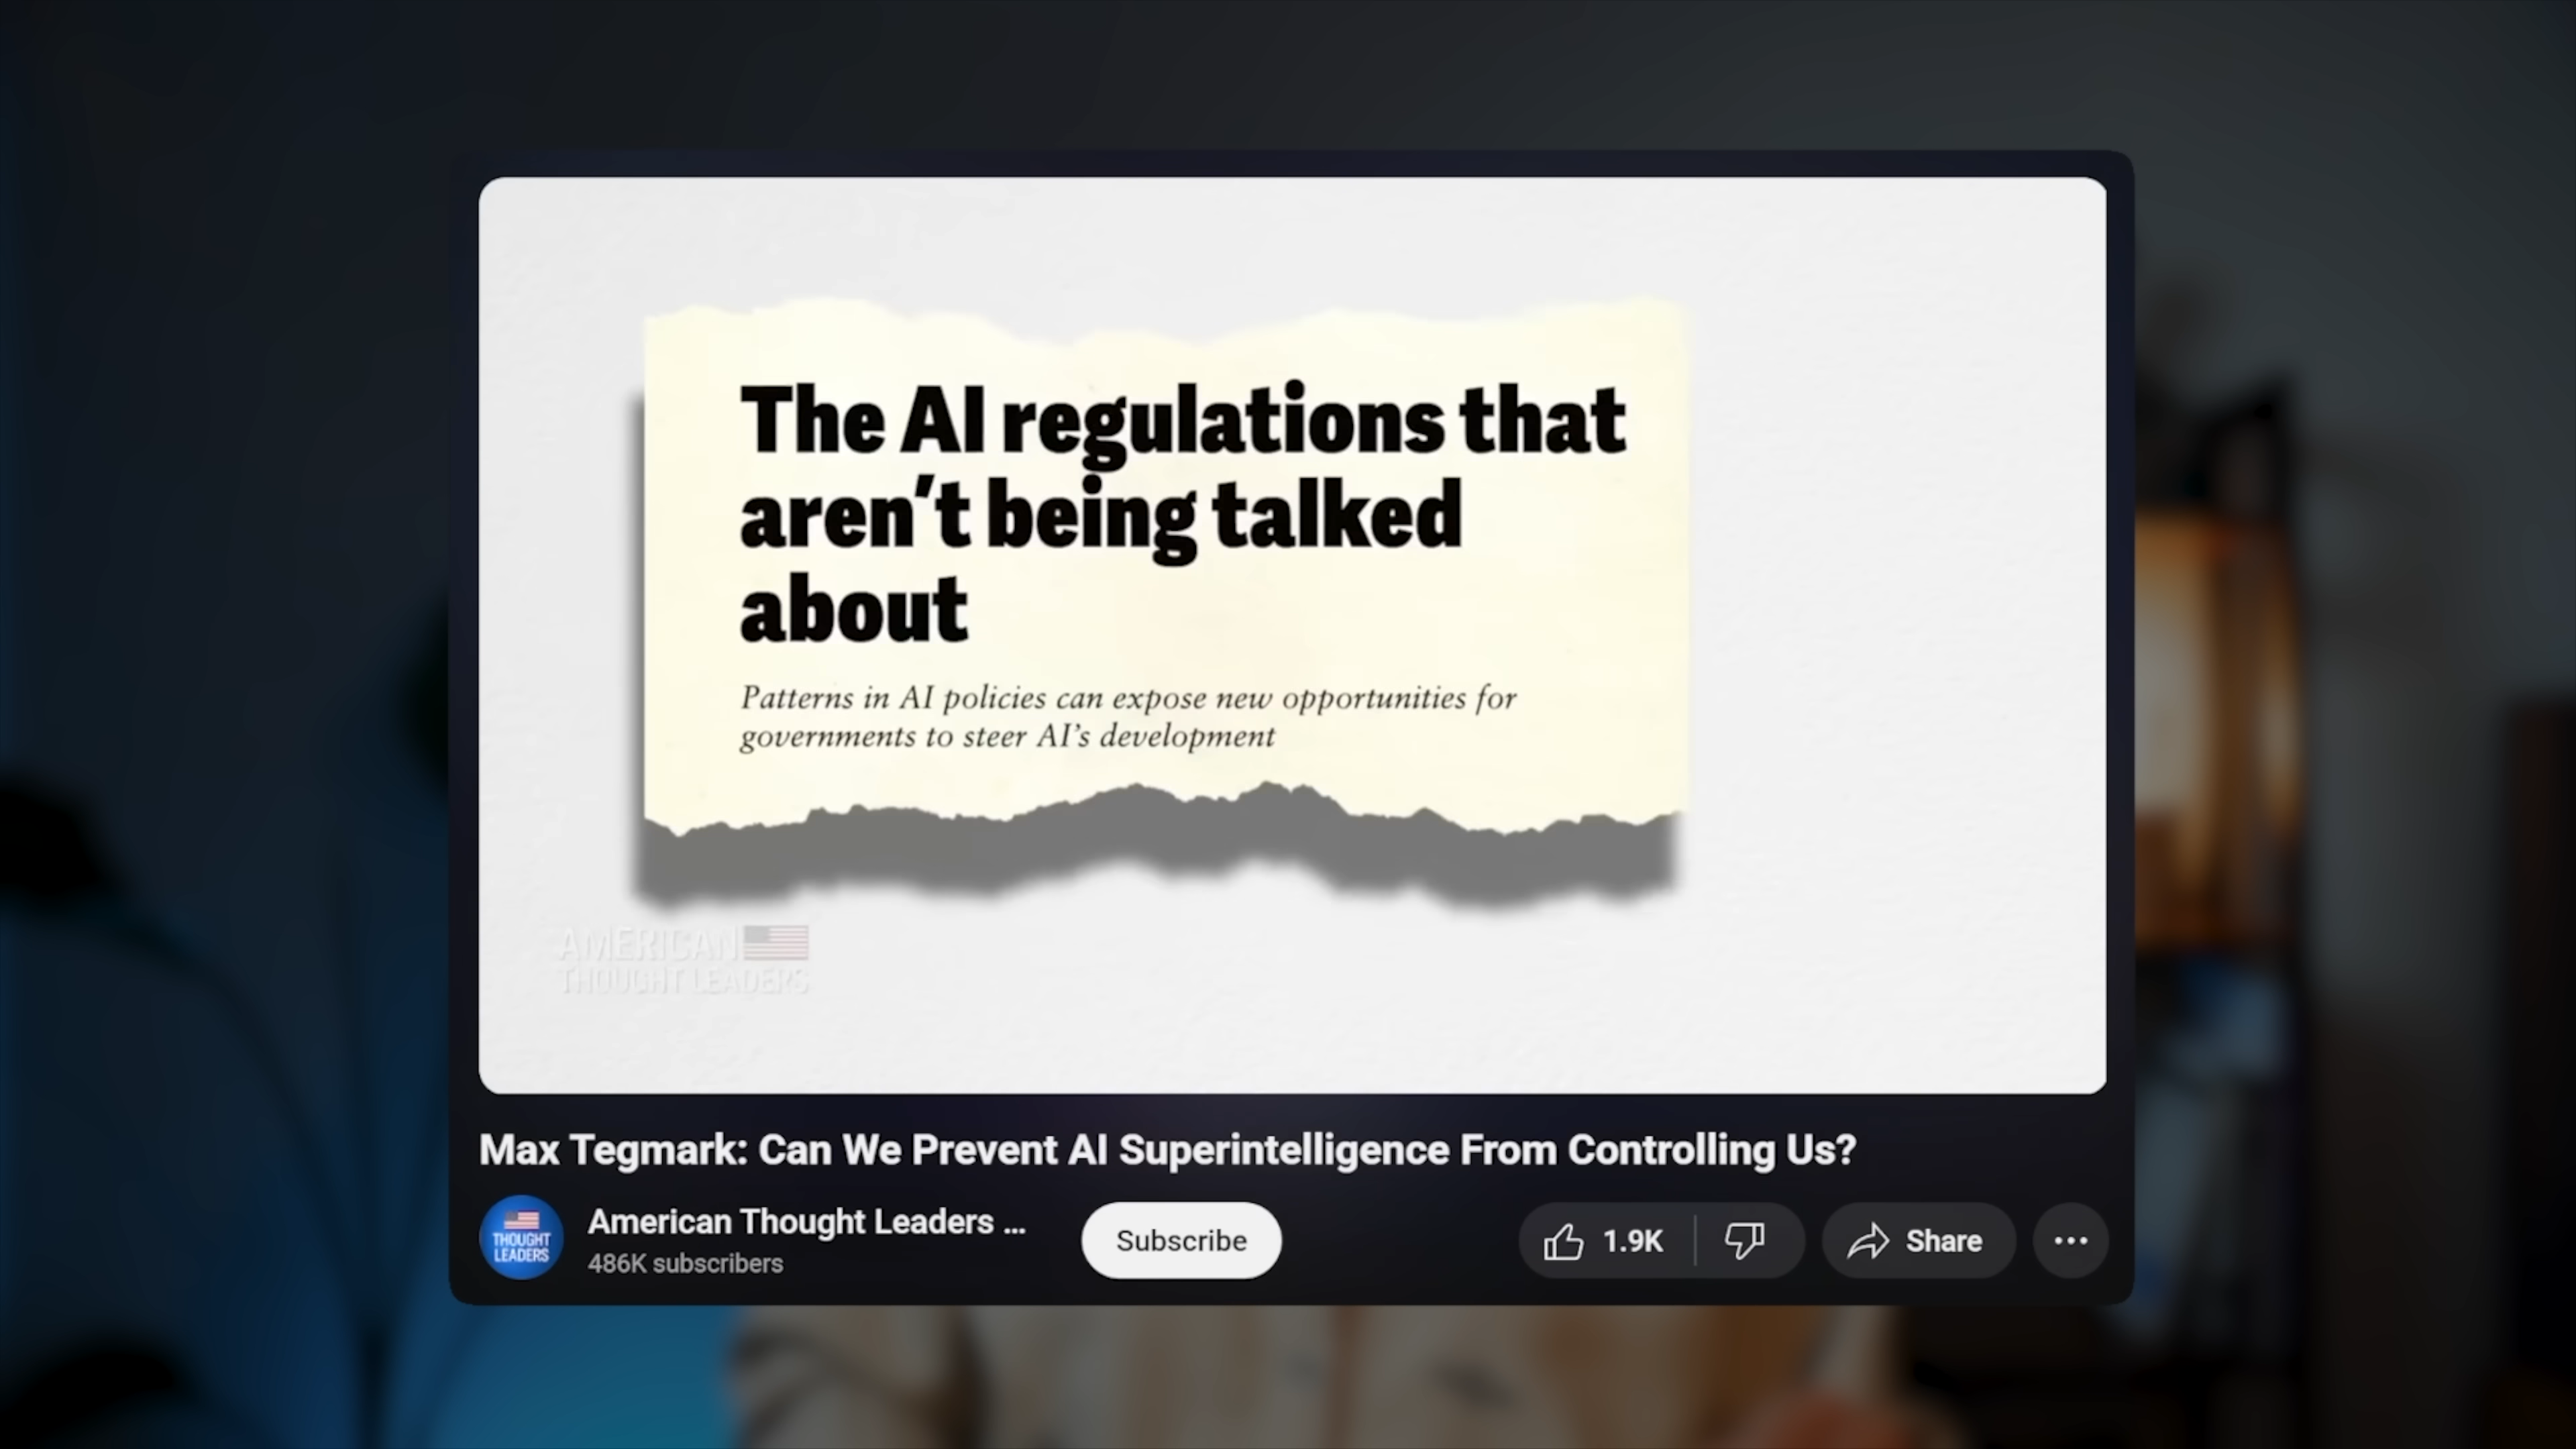 The AI regulations that
aren't being talked
about
Patterns in AI policies can expose new opportunities for
governments to steer AI's development
AMERICAN
THOUGHT LEADERS
Max Tegmark: Can We Prevent AI Superintelligence From Controlling Us?
THOUGHT
LEADERS
American Thought Leaders ...
486K subscribers
Subscribe
1.9K
Share